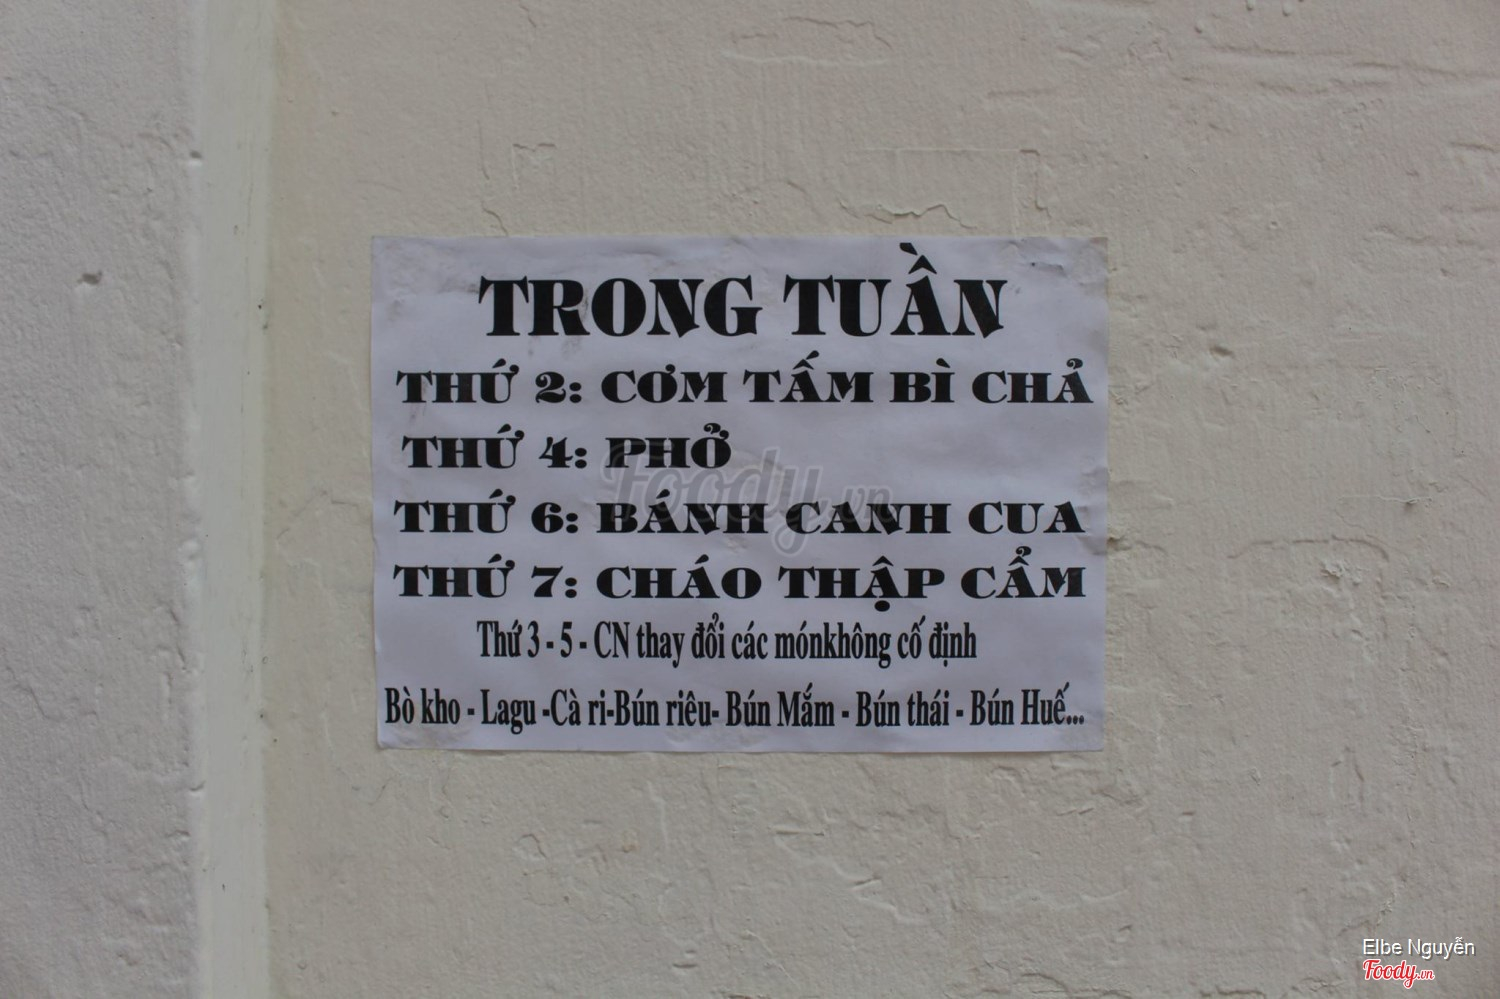 TRONG TUẦN
THỨ 2: CƠM TẤM BÌ CHẢ
THỨ 4: PHỞ
Foody.vn
THỨ 6: BÁNH CANH CUA
THỨ 7: CHÁO THẬP CẨM
Thứ 3 - 5 - CN thay đổi các mónkhông cố định
Bò kho - Lagu -Cà ri-Bún riêu- Bún Mắm - Bún thái - Bún Huế...
Elbe Nguyễn
Foody.vn